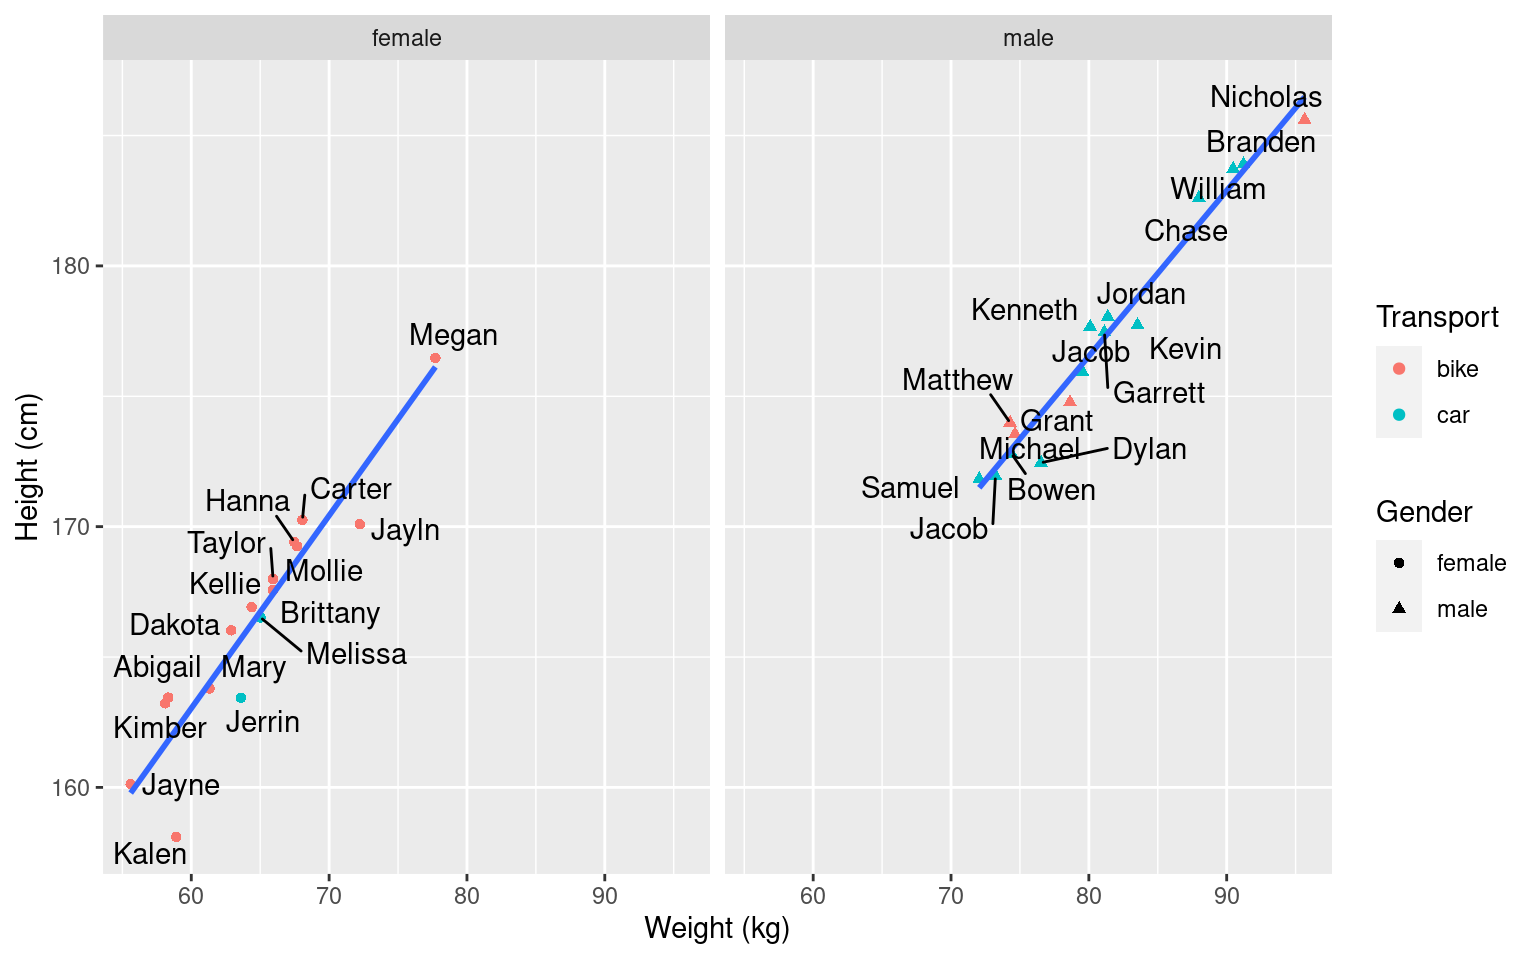 female
male
Height (cm)
180
170
160
Megan
Carter
Hanna
Jayln
Taylor
Mollie
Kellie
Brittany
Dakota
Melissa
Abigail
Mary
Kimber
Jerrin
Jayne
Kalen
Nicholas
Branden
William
Chase
Jordan
Kenneth
Kevin
Jacob
Matthew
Garrett
Grant
Michael
Dylan
Samuel
Bowen
Jacob
60
70
80
90
60
70
80
90
Weight (kg)
Transport
bike
car
Gender
female
male